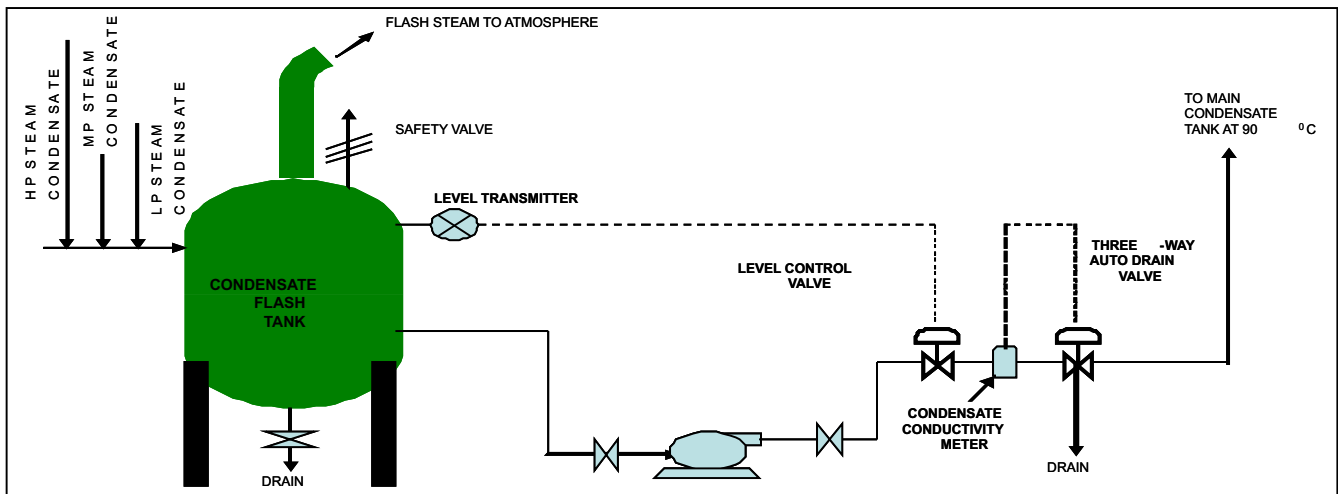 FLASH STEAM TO ATMOSPHERE
HP STEAM
CONDENSATE
MP STEAM
CONDENSATE
LP STEAM
CONDENSATE
SAFETY VALVE
TO MAIN
CONDENSATE
TANK AT 90 ⁰C
LEVEL TRANSMITTER
LEVEL CONTROL
VALVE
THREE -WAY
AUTO DRAIN
VALVE
CONDENSATE
FLASH
TANK
CONDENSATE
CONDUCTIVITY
METER
DRAIN
DRAIN